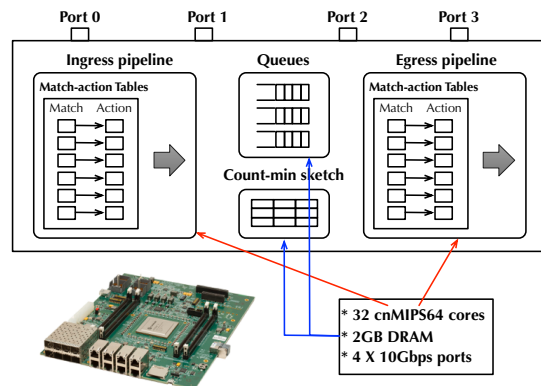 Port 0 Port 1 Port 2 Port 3
Ingress pipeline Queues Egress pipeline
Match-action Tables Match-action Tables
Match Action Match Action
Count-min sketch
* 32 cnMIPS64 cores
* 2GB DRAM
* 4 X 10Gbps ports